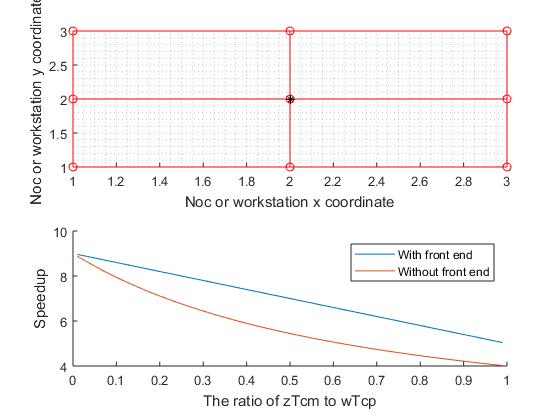 Noc or workstation y coordinate
3
2.5
2
1.5
1
1 1.2 1.4 1.6 1.8 2 2.2 2.4 2.6 2.8 3
Noc or workstation x coordinate
10
8
6
4
Speedup
With front end
Without front end
0 0.1 0.2 0.3 0.4 0.5 0.6 0.7 0.8 0.9 1
The ratio of zTcm to wTcp